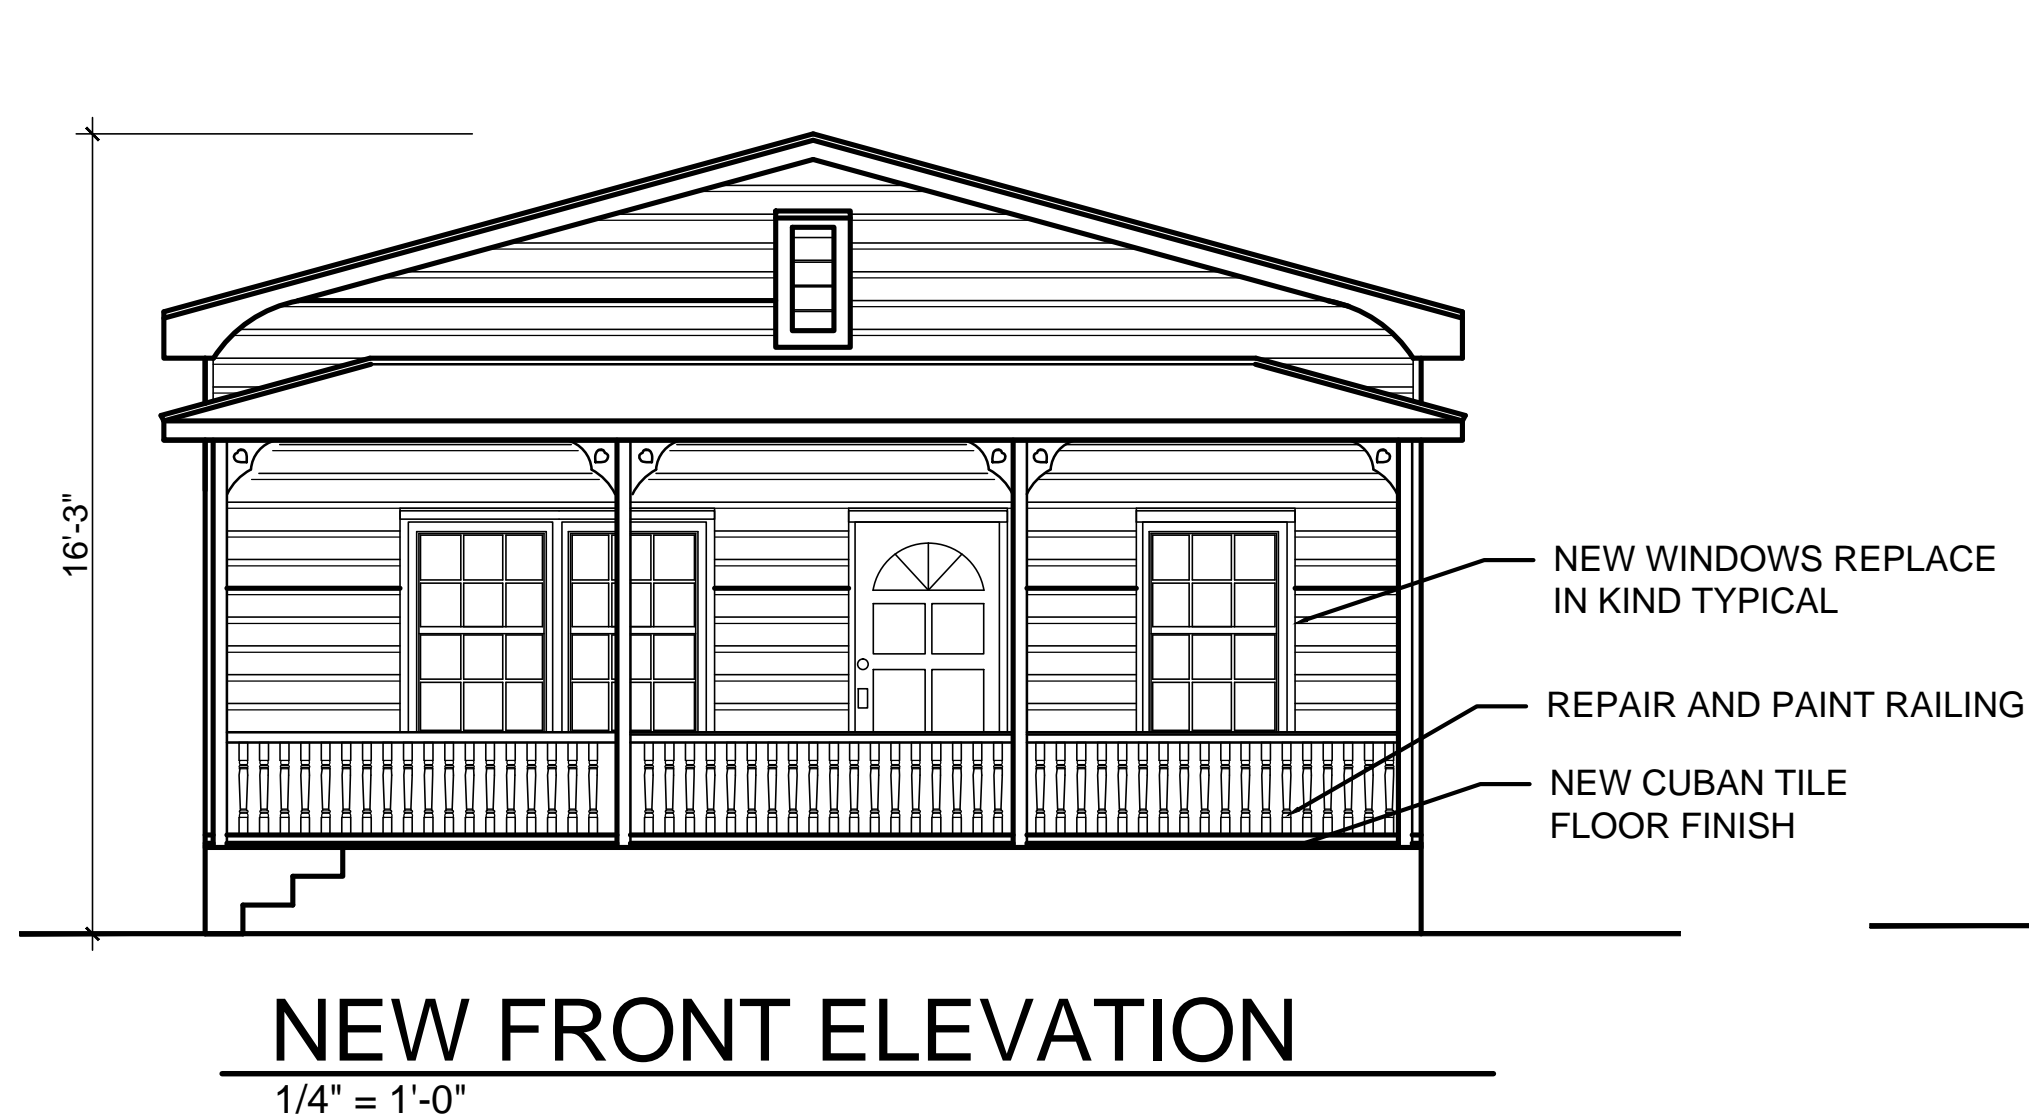 16'-3"
NEW WINDOWS REPLACE
IN KIND TYPICAL
REPAIR AND PAINT RAILING
NEW CUBAN TILE
FLOOR FINISH
NEW FRONT ELEVATION
1/4" = 1'-0"